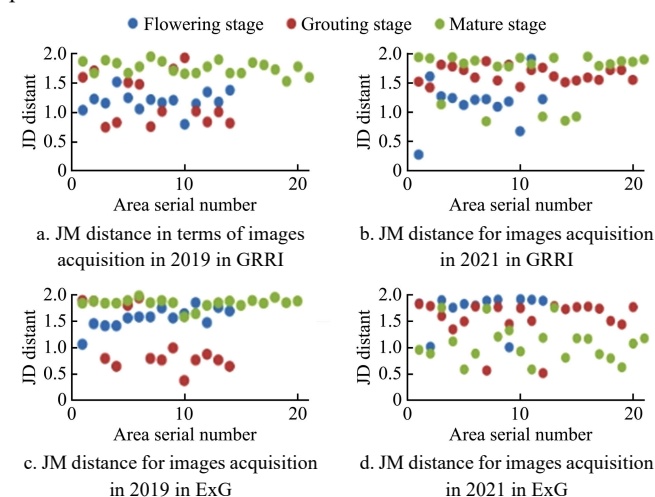 Flowering stage Grouting stage Mature stage
2.0 2.0
1.5 1.5
1.0 1.0
0.5 0.5
0 0
JD distant JD distant
0 10 20 0 10 20
Area serial number Area serial number
a. JM distance in terms of images
acquisition in 2019 in GRRI
b. JM distance for images acquisition
in 2021 in GRRI
2.0 2.0
1.5 1.5
1.0 1.0
0.5 0.5
0 0
JD distant JD distant
0 10 20 0 10 20
Area serial number Area serial number
c. JM distance for images acquisition
in 2019 in ExG
d. JM distance for images acquisition
in 2021 in ExG